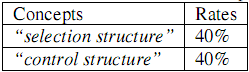 Concepts Rates
“selection structure” 40%
“control structure” 40%